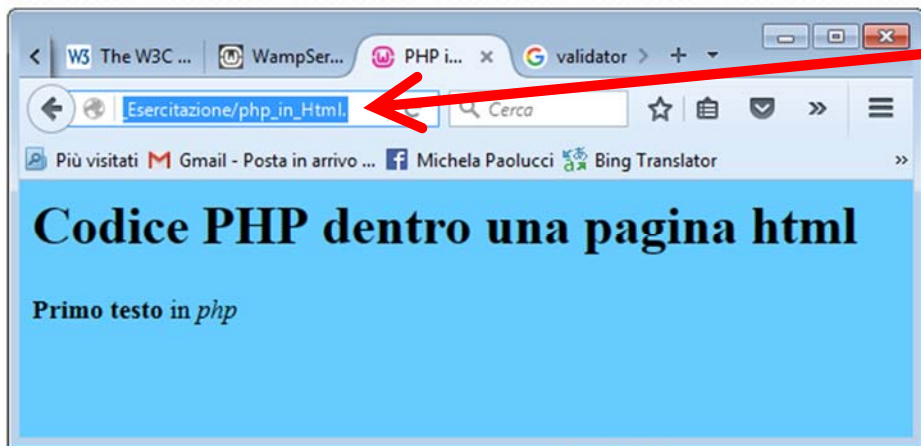 W3 The W3C ... WampSer... PHP i... x G validator
_Esercitazione/php_in_Html. Cerca
Più visitati Gmail - Posta in arrivo ... f Michela Paolucci Bing Translator
Codice PHP dentro una pagina html
Primo testo in php